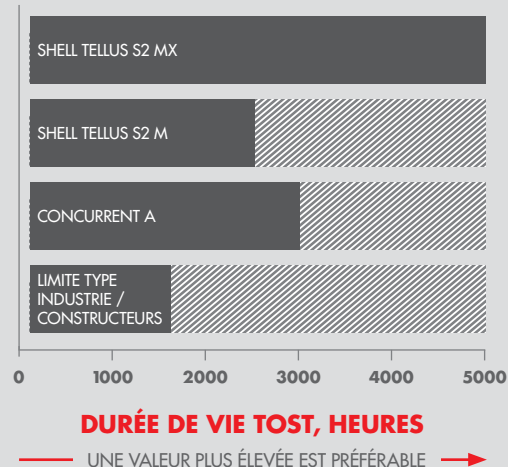 SHELL TELLUS S2 MX
SHELL TELLUS S2 M
CONCURRENT A
LIMITE TYPE
INDUSTRIE /
CONSTRUCTEURS
0 1000 2000 3000 4000 5000
DURÉE DE VIE TOST, HEURES
UNE VALEUR PLUS ÉLEVÉE EST PRÉFÉRABLE